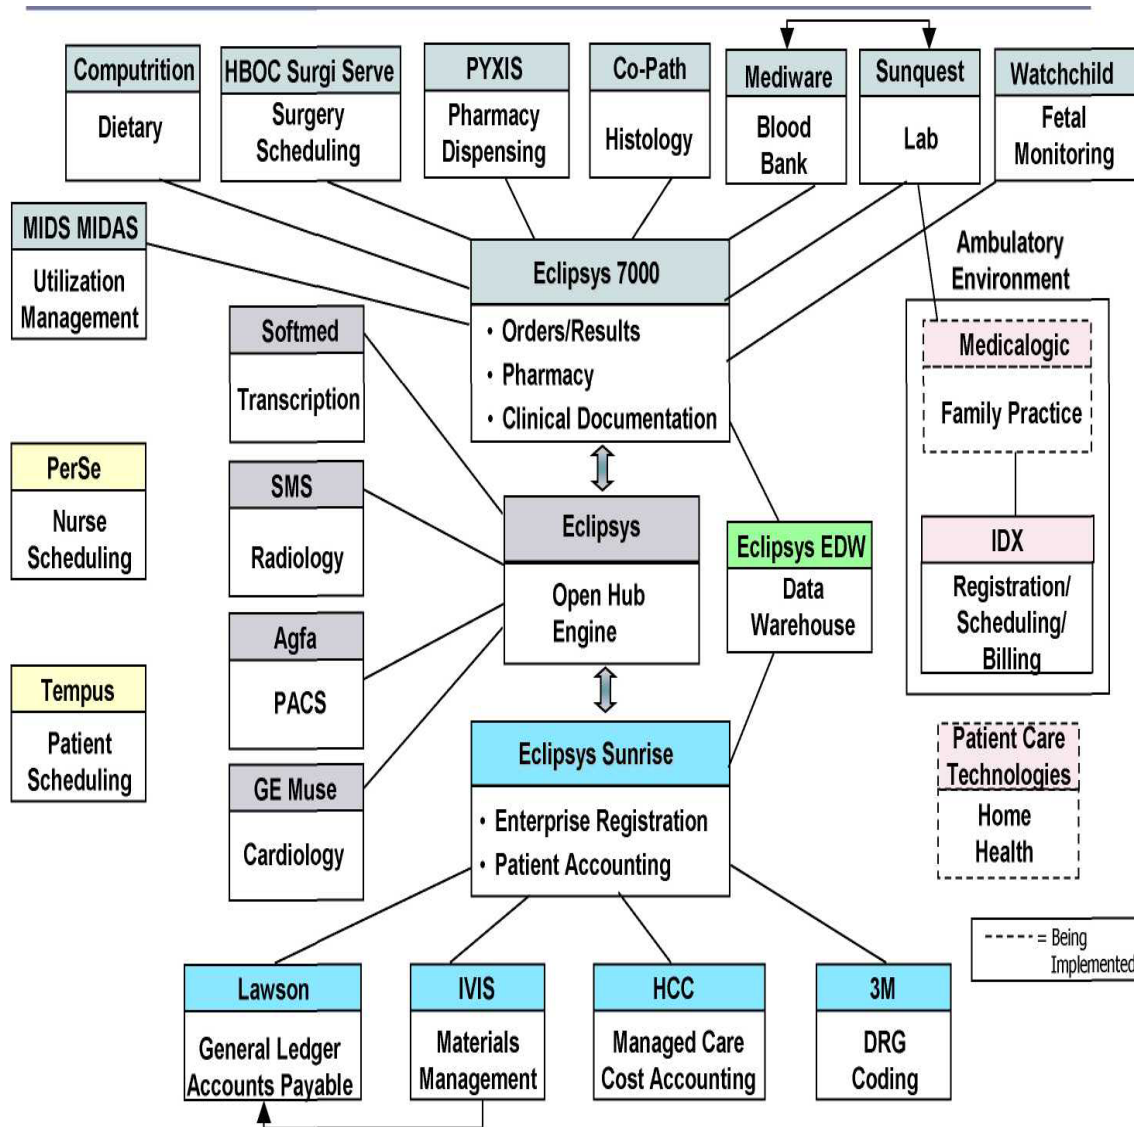 Computrition
Dietary
HBOC Surgi Serve
Surgery
Scheduling
PYXIS
Pharmacy
Dispensing
Co-Path
Histology
Mediware
Blood
Bank
Sunquest
Lab
Watchchild
Fetal
Monitoring
MIDS MIDAS
Utilization
Management
Eclipsys 7000
• Orders/Results
• Pharmacy
• Clinical Documentation
Ambulatory
Environment
Medicalogic
Family Practice
IDX
Registration/
Scheduling/
Billing
Softmed
Transcription
PerSe
Nurse
Scheduling
SMS
Radiology
Eclipsys
Open Hub
Engine
Eclipsys EDW
Data
Warehouse
Agfa
PACS
Tempus
Patient
Scheduling
GE Muse
Cardiology
Eclipsys Sunrise
• Enterprise Registration
• Patient Accounting
Patient Care
Technologies
Home
Health
------ = Being
Implemented
Lawson
General Ledger
Accounts Payable
IVIS
Materials
Management
HCC
Managed Care
Cost Accounting
3M
DRG
Coding